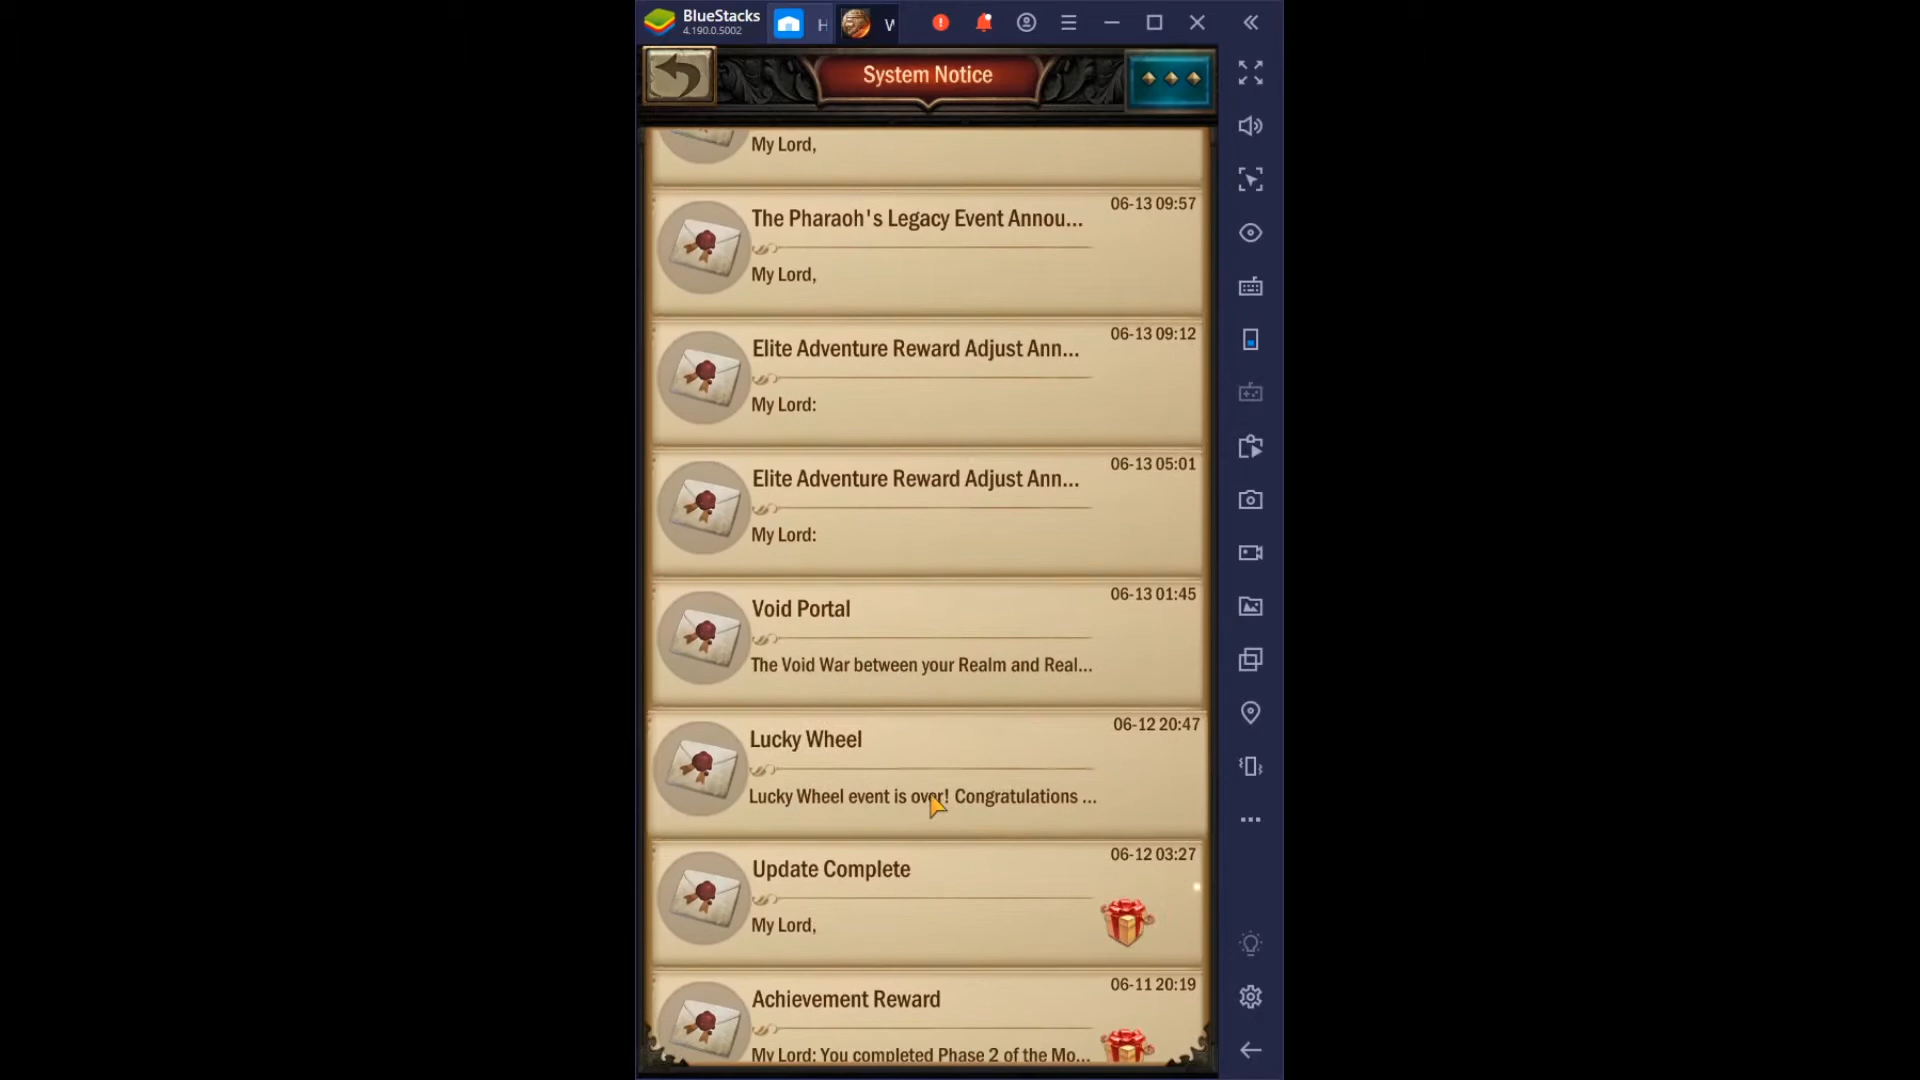 BlueStacks
4.190.0.5002
H
System Notice
My Lord,
06-13 09:57
The Pharaoh's Legacy Event Annou...
My Lord,
06-13 09:12
Elite Adventure Reward Adjust Ann...
My Lord:
06-13 05:01
Elite Adventure Reward Adjust Ann...
My Lord:
06-13 01:45
Void Portal
The Void War between your Realm and Real...
06-12 20:47
Lucky Wheel
Lucky Wheel event is over! Congratulations ...
06-12 03:27
Update Complete
My Lord,
06-11 20:19
Achievement Reward
My Lord: You completed Phase 2 of the Mo...